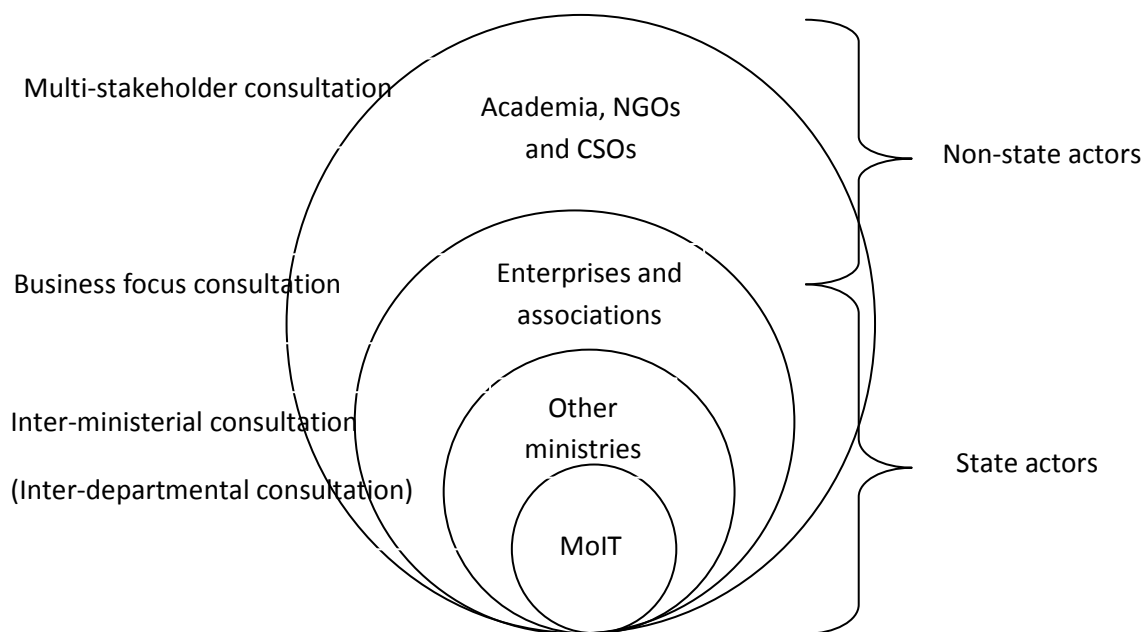 Multi-stakeholder consultation
Academia, NGOs
and CSOs
Non-state actors
Business focus consultation
Enterprises and
associations
Inter-ministerial consultation
Other
ministries
(Inter-departmental consultation)
State actors
MoIT